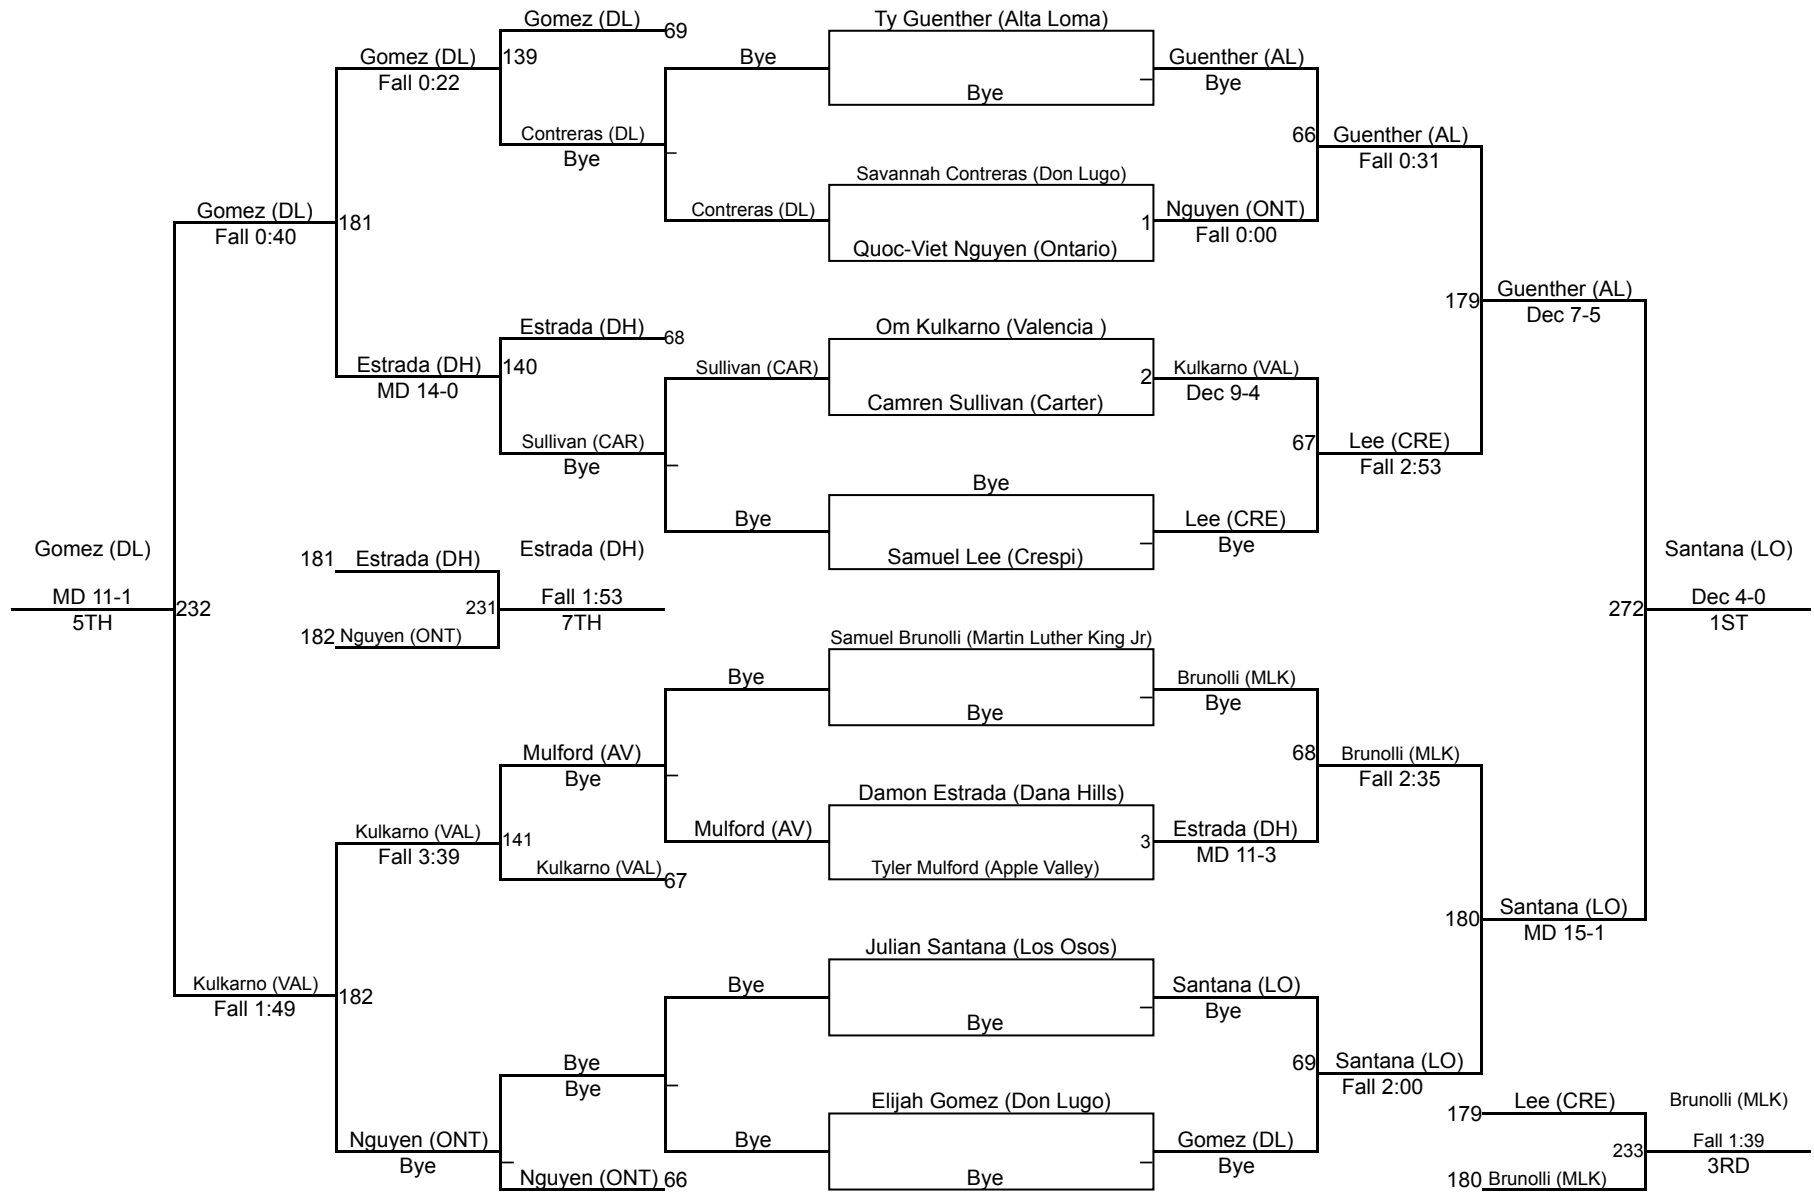 Gomez (DL)
69
Ty Guenther (Alta Loma)
Gomez (DL)
139
Bye
Guenther (AL)
Fall 0:22
Bye
Bye
Contreras (DL)
66
Guenther (AL)
Bye
Fall 0:31
Savannah Contreras (Don Lugo)
Gomez (DL)
181
Contreras (DL)
1
Nguyen (ONT)
Fall 0:40
Fall 0:00
Quoc-Viet Nguyen (Ontario)
179
Guenther (AL)
Dec 7-5
Estrada (DH)
68
Om Kulkarno (Valencia )
Estrada (DH)
140
Sullivan (CAR)
2
Kulkarno (VAL)
MD 14-0
Dec 9-4
Camren Sullivan (Carter)
Sullivan (CAR)
67
Lee (CRE)
Bye
Fall 2:53
Bye
Bye
Lee (CRE)
Bye
Samuel Lee (Crespi)
Gomez (DL)
181
Estrada (DH)
Estrada (DH)
Santana (LO)
MD 11-1
232
231
Fall 1:53
272
Dec 4-0
5TH
7TH
1ST
182
Nguyen (ONT)
Samuel Brunolli (Martin Luther King Jr)
Bye
Brunolli (MLK)
Bye
Bye
Mulford (AV)
68
Brunolli (MLK)
Bye
Fall 2:35
Damon Estrada (Dana Hills)
Kulkarno (VAL)
141
Mulford (AV)
3
Estrada (DH)
Fall 3:39
MD 11-3
Kulkarno (VAL)
67
Tyler Mulford (Apple Valley)
180
Santana (LO)
MD 15-1
Julian Santana (Los Osos)
Kulkarno (VAL)
182
Bye
Santana (LO)
Fall 1:49
Bye
Bye
Bye
69
Santana (LO)
Bye
Fall 2:00
Elijah Gomez (Don Lugo)
179
Lee (CRE)
Brunolli (MLK)
Nguyen (ONT)
Bye
Gomez (DL)
233
Fall 1:39
Bye
Bye
3RD
Nguyen (ONT)
66
Bye
180
Brunolli (MLK)